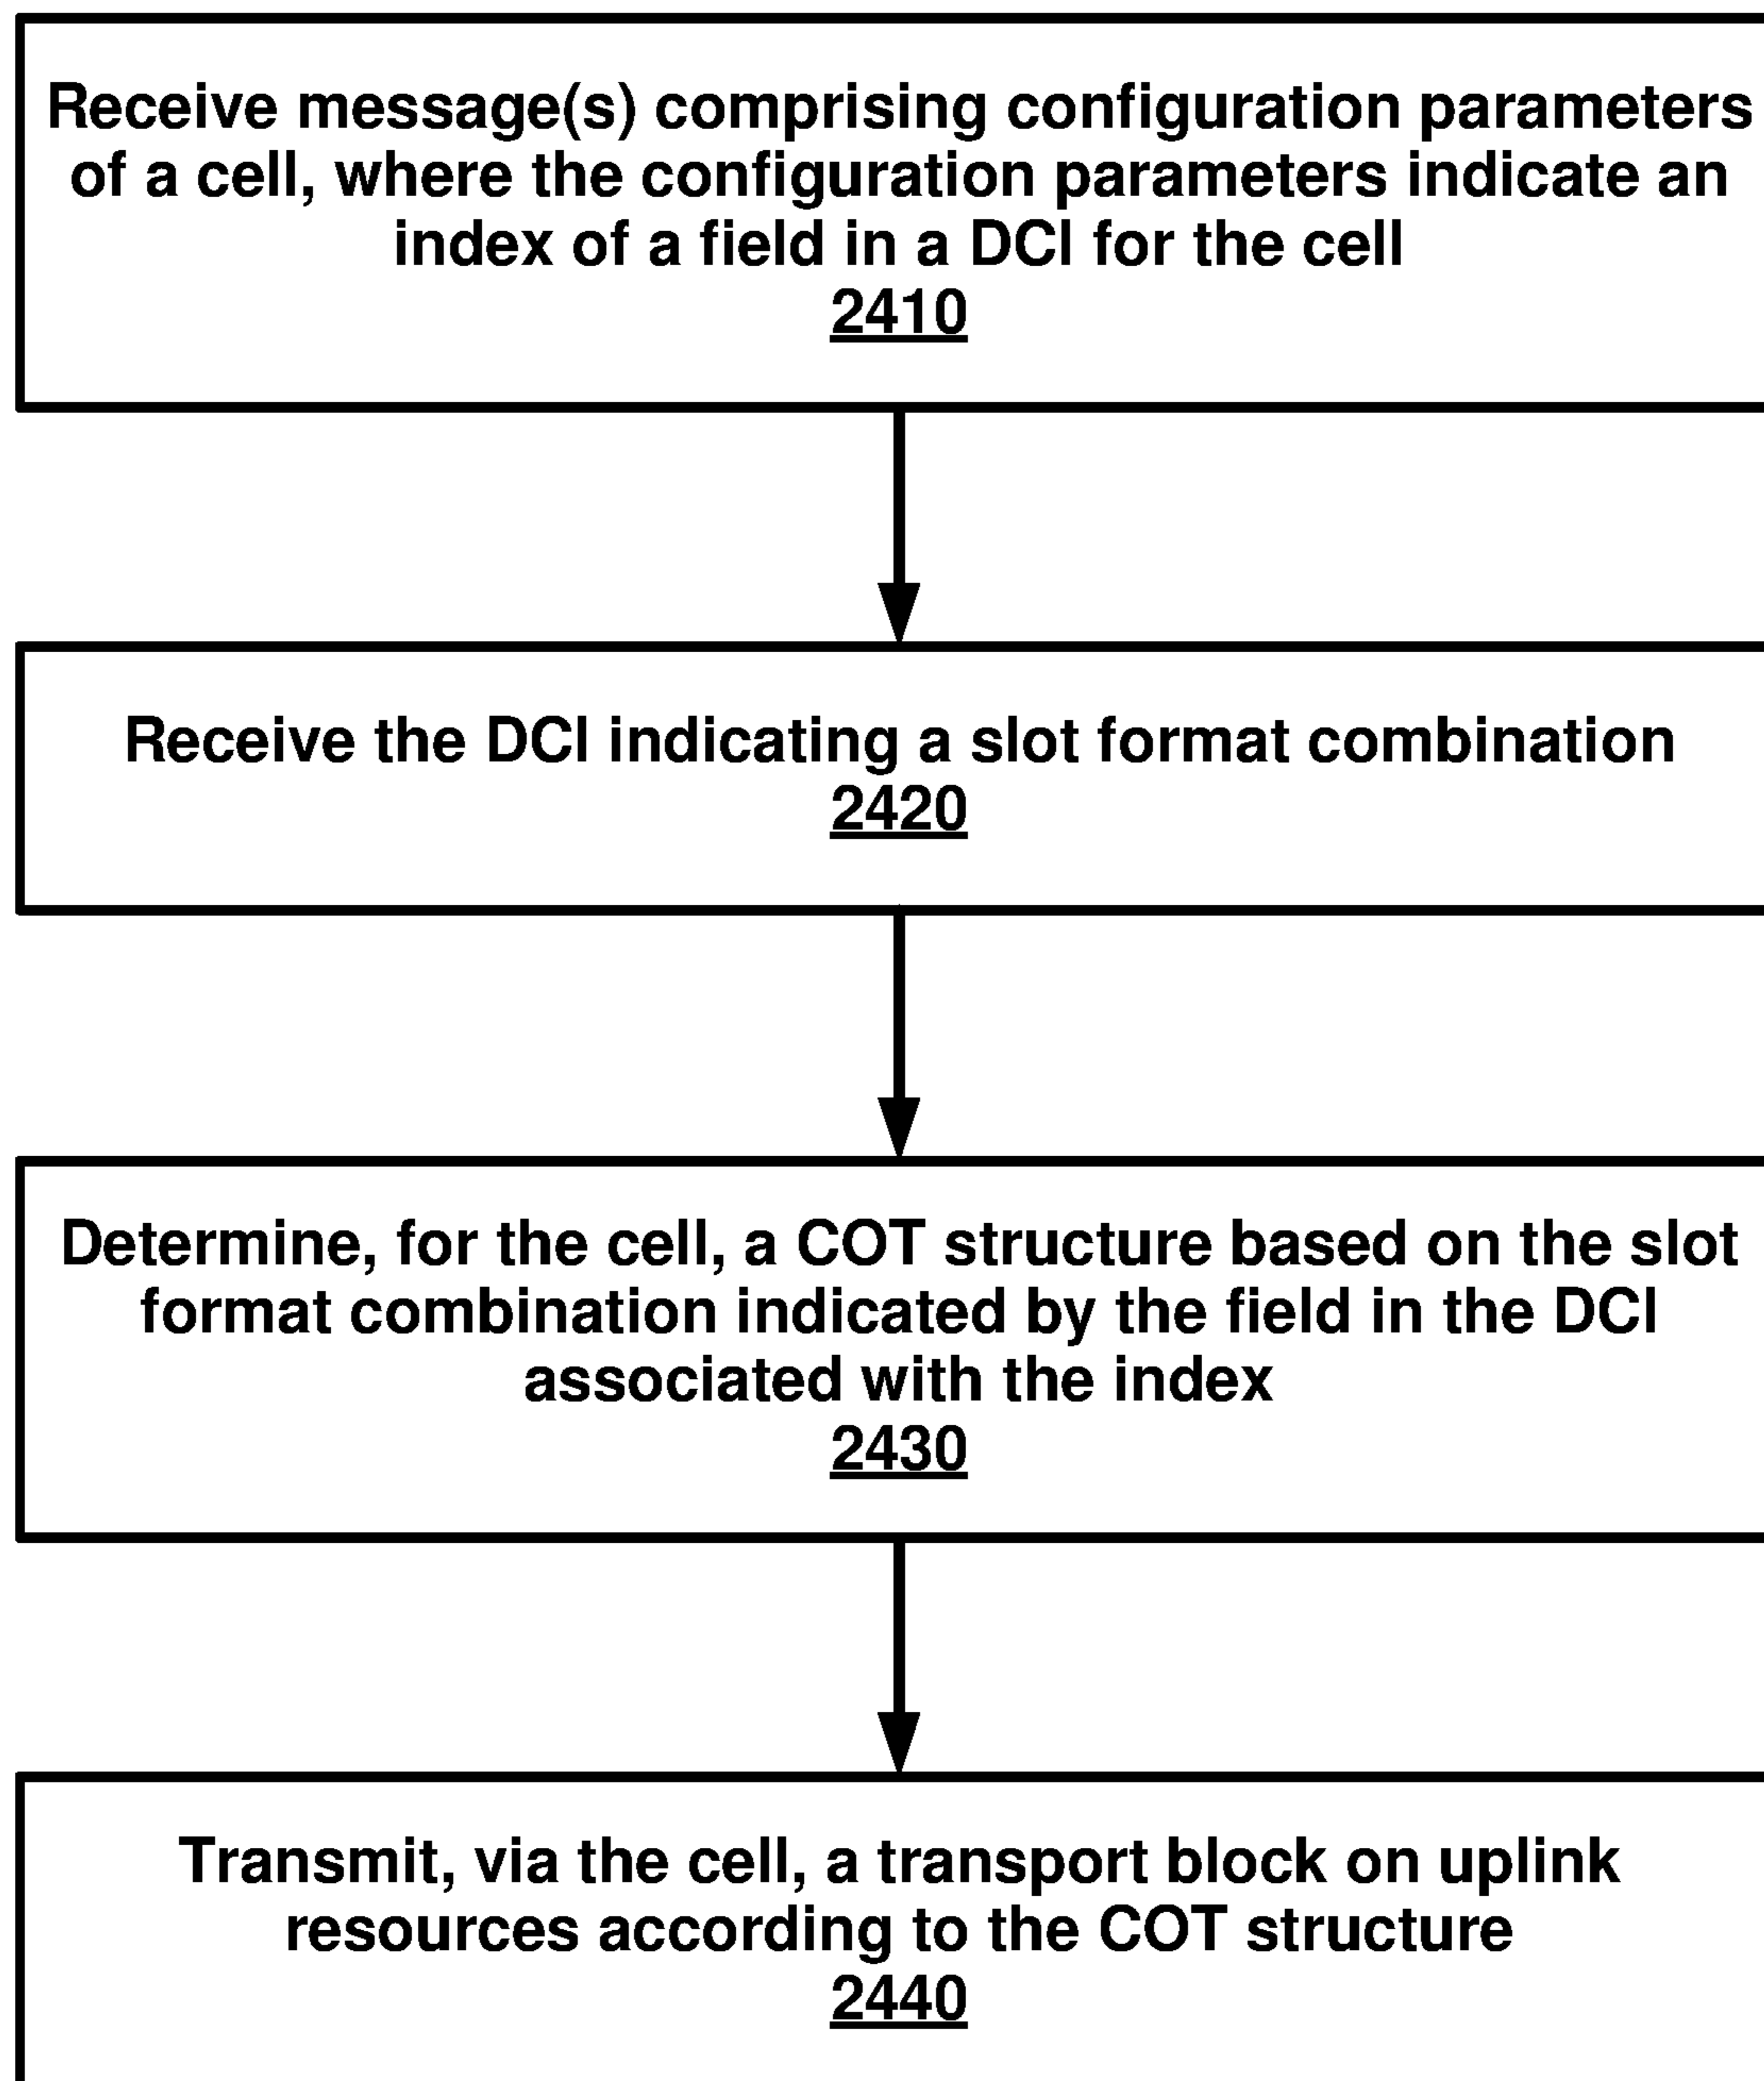 Receive message(s) comprising configuration parameters
of a cell, where the configuration parameters indicate an
index of a field in a DCI for the cell
2410
Receive the DCI indicating a slot format combination
2420
Determine, for the cell, a COT structure based on the slot
format combination indicated by the field in the DCI
associated with the index
2430
Transmit, via the cell, a transport block on uplink
resources according to the COT structure
2440